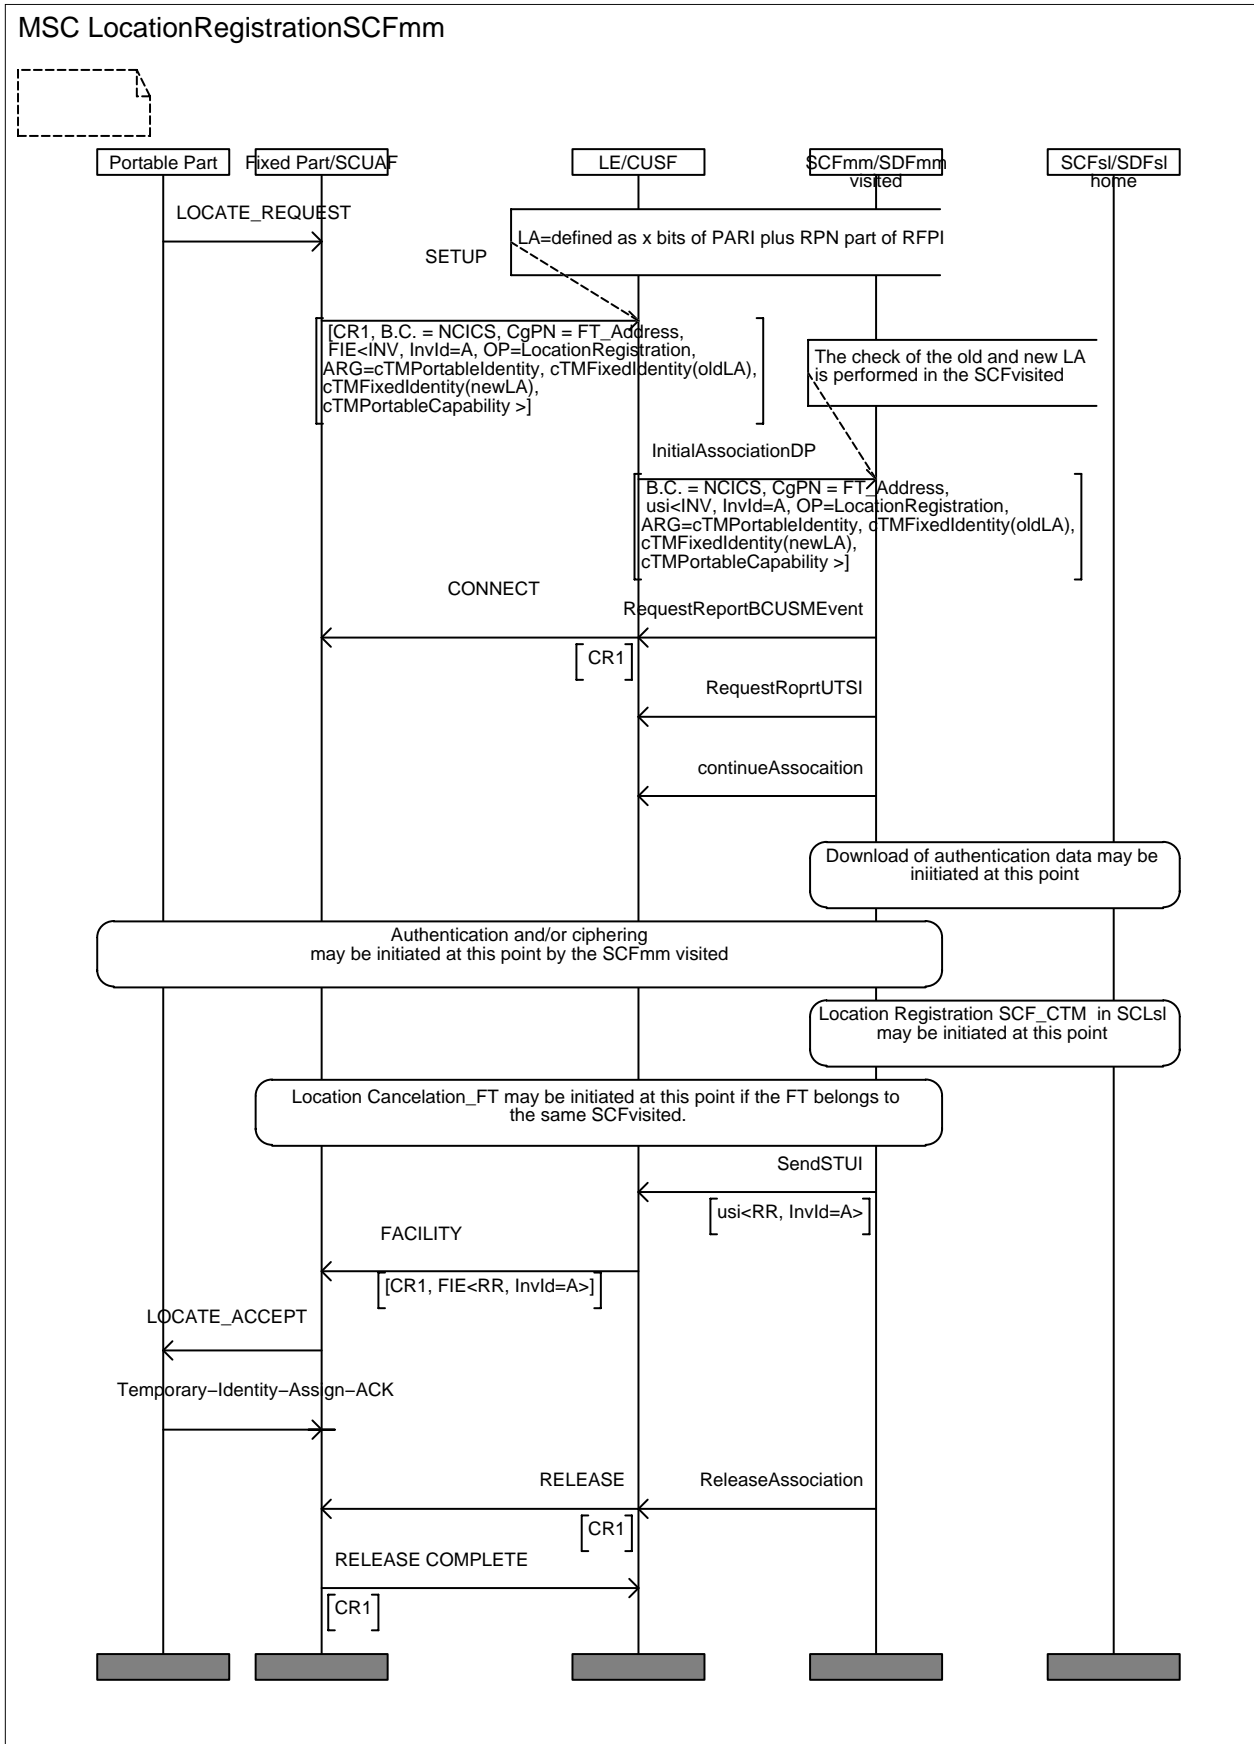 MSC LocationRegistrationSCFmm
Portable Part
Fixed Part/SCUAF
LE/CUSF
SCFmm/SDFmm
visited
SCFsl/SDFsl
home
LOCATE_REQUEST
LA=defined as x bits of PARI plus RPN part of RFPI
SETUP
[CR1, B.C. = NCICS, CgPN = FT_Address,
FIE<INV, InvId=A, OP=LocationRegistration,
ARG=cTMPortableIdentity, cTMFixedIdentity(oldLA),
cTMFixedIdentity(newLA),
cTMPortableCapability >]
The check of the old and new LA
is performed in the SCFvisited
InitialAssociationDP
B.C. = NCICS, CgPN = FT_Address,
usi<INV, InvId=A, OP=LocationRegistration,
ARG=cTMPortableIdentity, cTMFixedIdentity(oldLA),
cTMFixedIdentity(newLA),
cTMPortableCapability >]
CONNECT
RequestReportBCUSMEvent
CR1
RequestRoprtUTSI
continueAssocaition
Download of authentication data may be
iniitiated at this point
Authentication and/or ciphering
may be initiated at this point by the SCFmm visited
Location Registration SCF_CTM in SCLsl
may be initiated at this point
Location Cancelation_FT may be initiated at this point if the FT belongs to
the same SCFvisited.
SendSTUI
usi<RR, InvId=A>
FACILITY
[CR1, FIE<RR, InvId=A>]
LOCATE_ACCEPT
Temporary−Identity−Assign−ACK
RELEASE
ReleaseAssociation
CR1
RELEASE COMPLETE
CR1